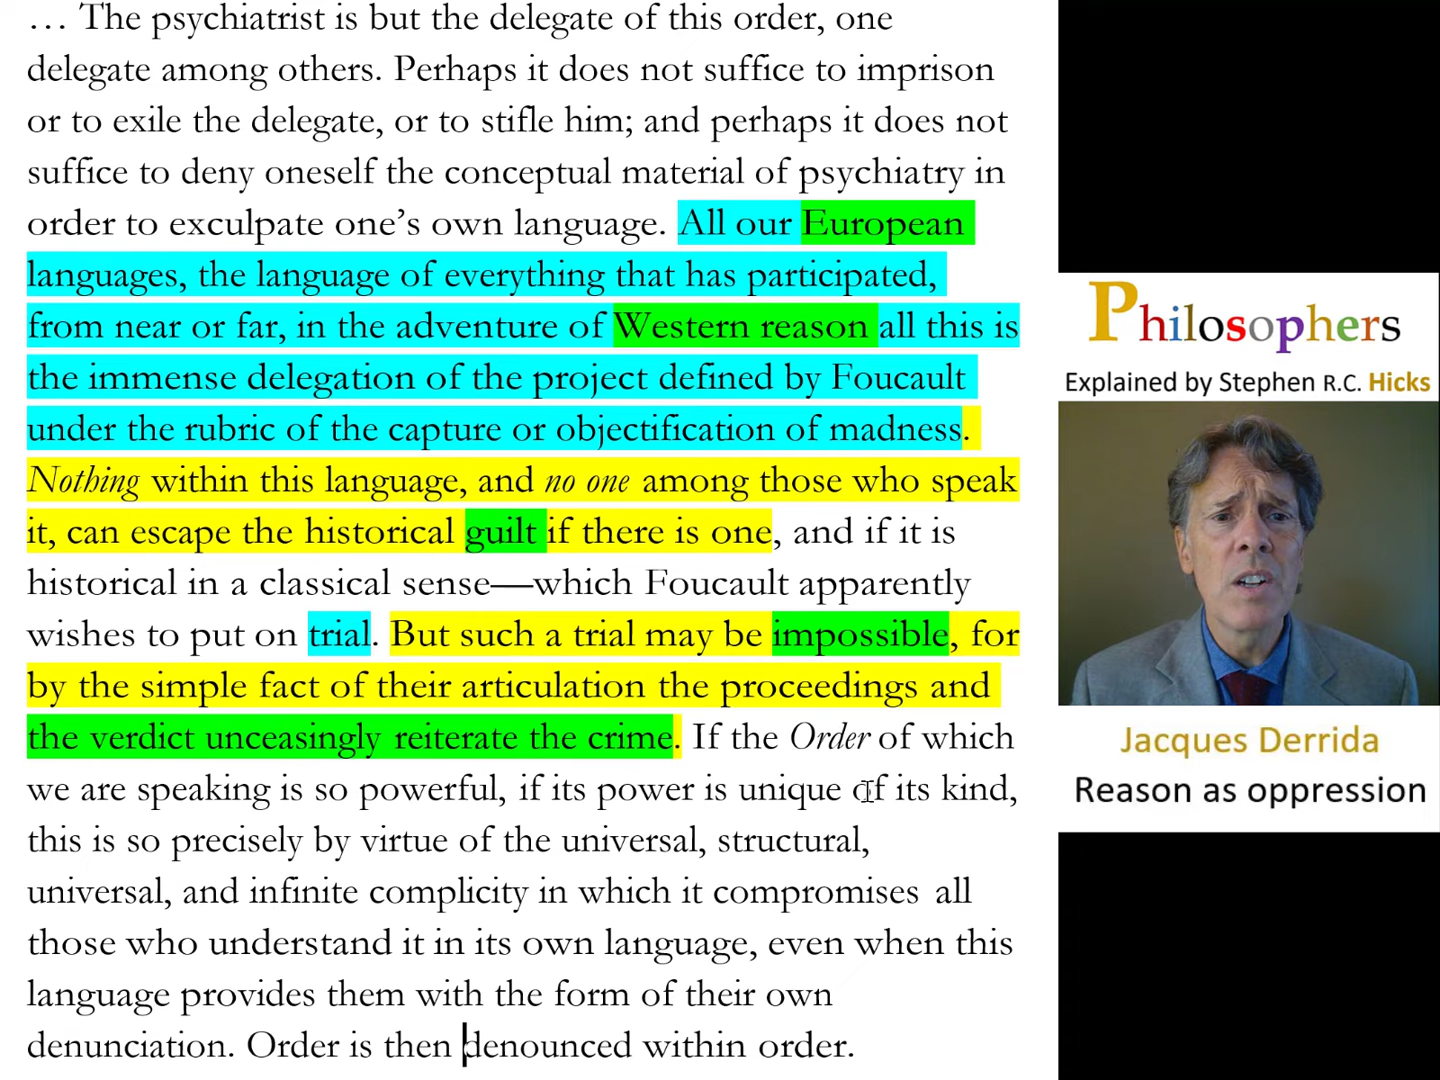 … The psychiatrist is but the delegate of this order, one
delegate among others. Perhaps it does not suffice to imprison
or to exile the delegate, or to stifle him; and perhaps it does not
suffice to deny oneself the conceptual material of psychiatry in
order to exculpate one’s own language. All our European
languages, the language of everything that has participated,
from near or far, in the adventure of Western reason all this is
the immense delegation of the project defined by Foucault
under the rubric of the capture or objectification of madness.
Nothing within this language, and no one among those who speak
it, can escape the historical guilt if there is one, and if it is
historical in a classical sense—which Foucault apparently
wishes to put on trial. But such a trial may be impossible, for
by the simple fact of their articulation the proceedings and
the verdict unceasingly reiterate the crime. If the Order of which
we are speaking is so powerful, if its power is unique of its kind,
this is so precisely by virtue of the universal, structural,
universal, and infinite complicity in which it compromises all
those who understand it in its own language, even when this
language provides them with the form of their own
denunciation. Order is then denounced within order.
Philosophers
Explained by Stephen R.C. Hicks
Jacques Derrida
Reason as oppression